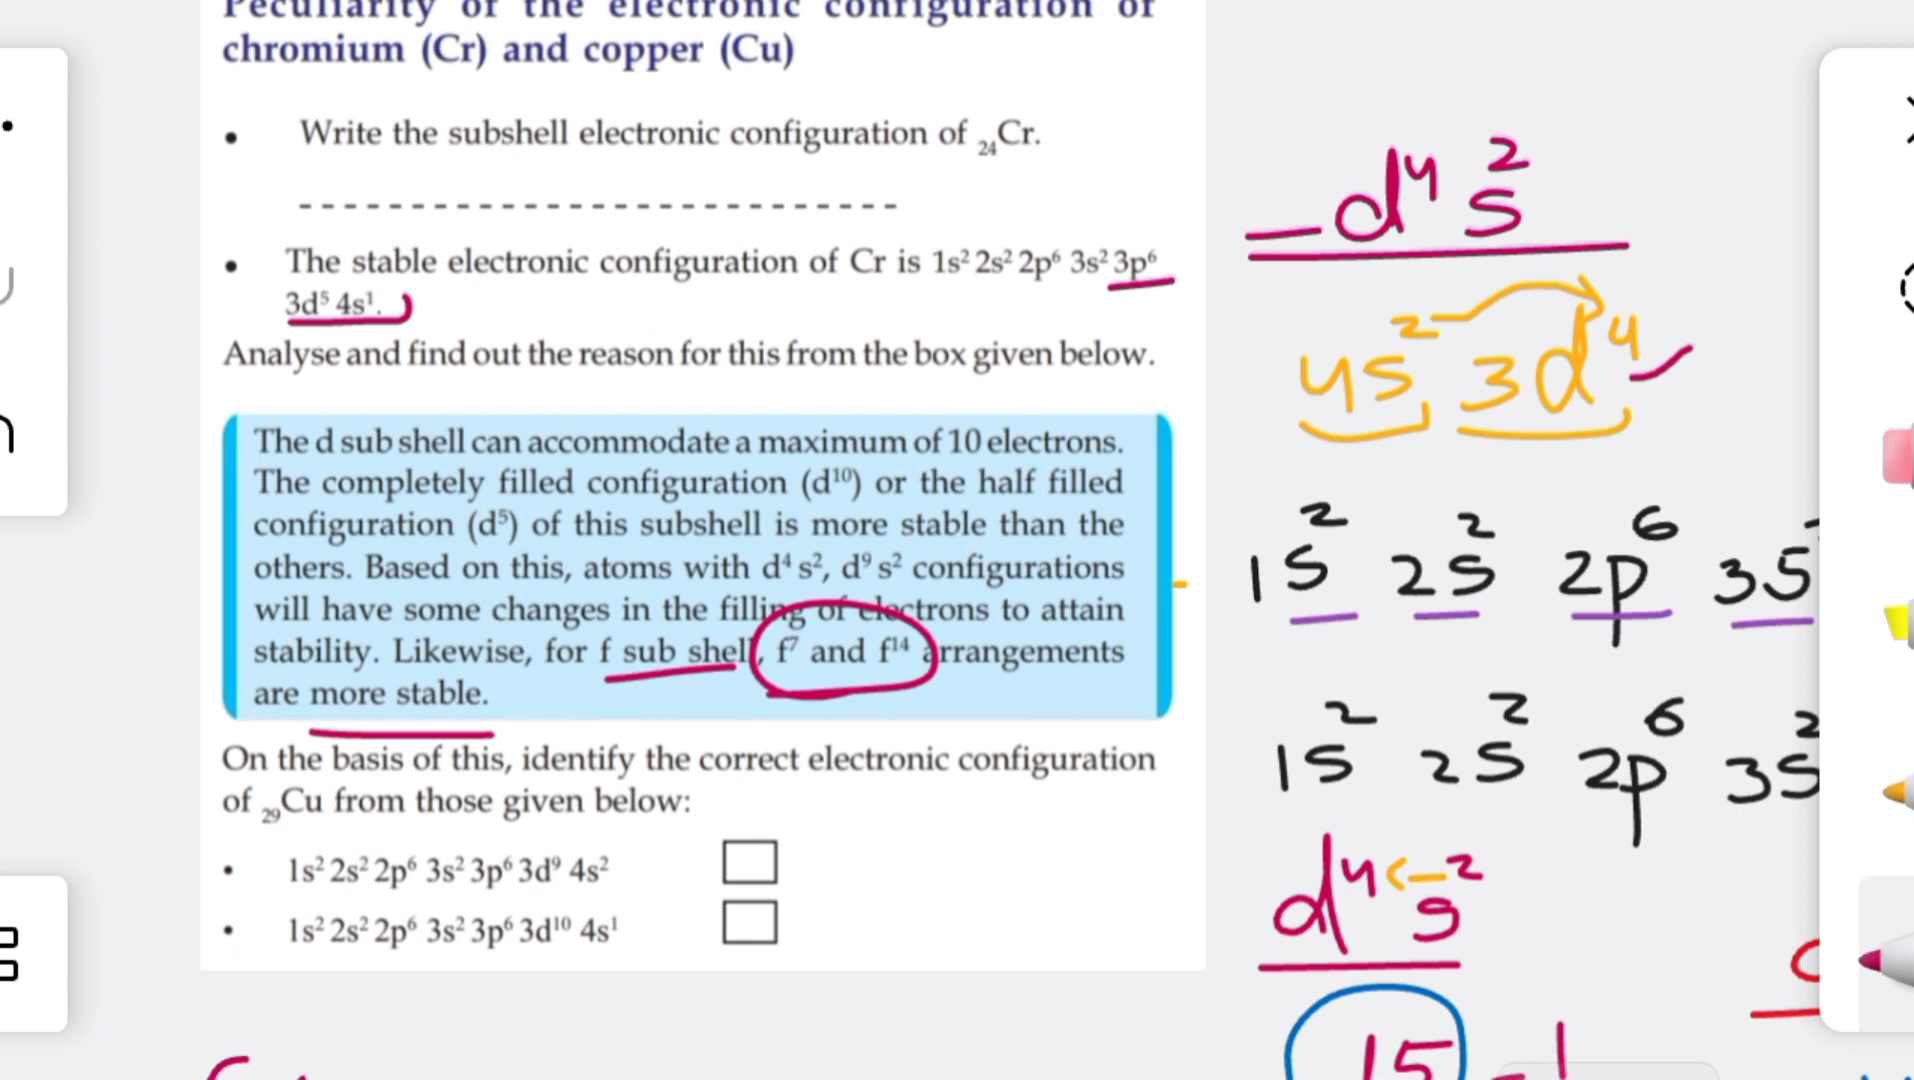 Peculiarity of the electronic configuration of
chromium (Cr) and copper (Cu)
• Write the subshell electronic configuration of ₂₄Cr.
• The stable electronic configuration of Cr is 1s² 2s² 2p⁶ 3s² 3p⁶
3d⁵ 4s¹.
Analyse and find out the reason for this from the box given below.
The d sub shell can accommodate a maximum of 10 electrons.
The completely filled configuration (d¹⁰) or the half filled
configuration (d⁵) of this subshell is more stable than the
others. Based on this, atoms with d⁴ s², d⁹ s² configurations
will have some changes in the filling of electrons to attain
stability. Likewise, for f sub shell, f⁷ and f¹⁴ arrangements
are more stable.
On the basis of this, identify the correct electronic configuration
of ₂₉Cu from those given below:
• 1s² 2s² 2p⁶ 3s² 3p⁶ 3d⁹ 4s²
• 1s² 2s² 2p⁶ 3s² 3p⁶ 3d¹⁰ 4s¹
d⁴ s²
4s² 3d⁴
1s² 2s² 2p⁶ 3s
1s² 2s² 2p⁶ 3s²
d⁴ s²